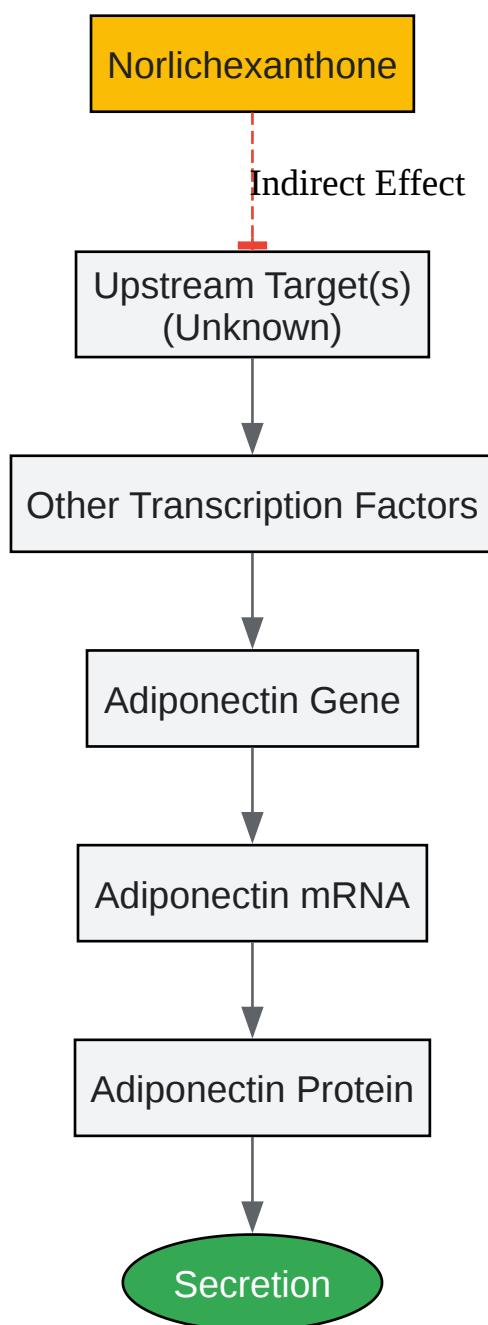 Norlichexanthone
Indirect Effect
Upstream Target(s)
(Unknown)
Other Transcription Factors
Adiponectin Gene
Adiponectin mRNA
Adiponectin Protein
Secretion